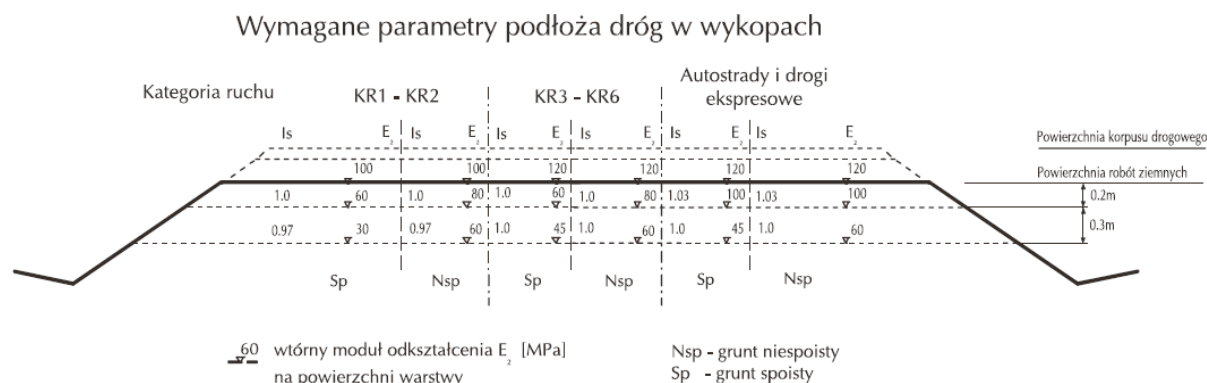 Wymagane parametry podłoża dróg w wykopach
Kategoria ruchu KR1 - KR2 KR3 - KR6 Autostrady i drogi ekspresowe
Is E₂ Is E₂ Is E₂ Is E₂ Is E₂ Is E₂
Powierzchnia korpusu drogowego
100 100 120 120 120 120
Powierzchnia robót ziemnych
1.0 60 1.0 80 1.0 60 1.0 80 1.03 100 1.03 100 0.2m
0.97 30 0.97 60 1.0 45 1.0 60 1.0 45 1.0 60 0.3m
Sp Nsp Sp Nsp Sp Nsp
60 wtórny moduł odkształcenia E₂ [MPa]
na powierzchni warstwy
Nsp - grunt niespoisty
Sp - grunt spoisty